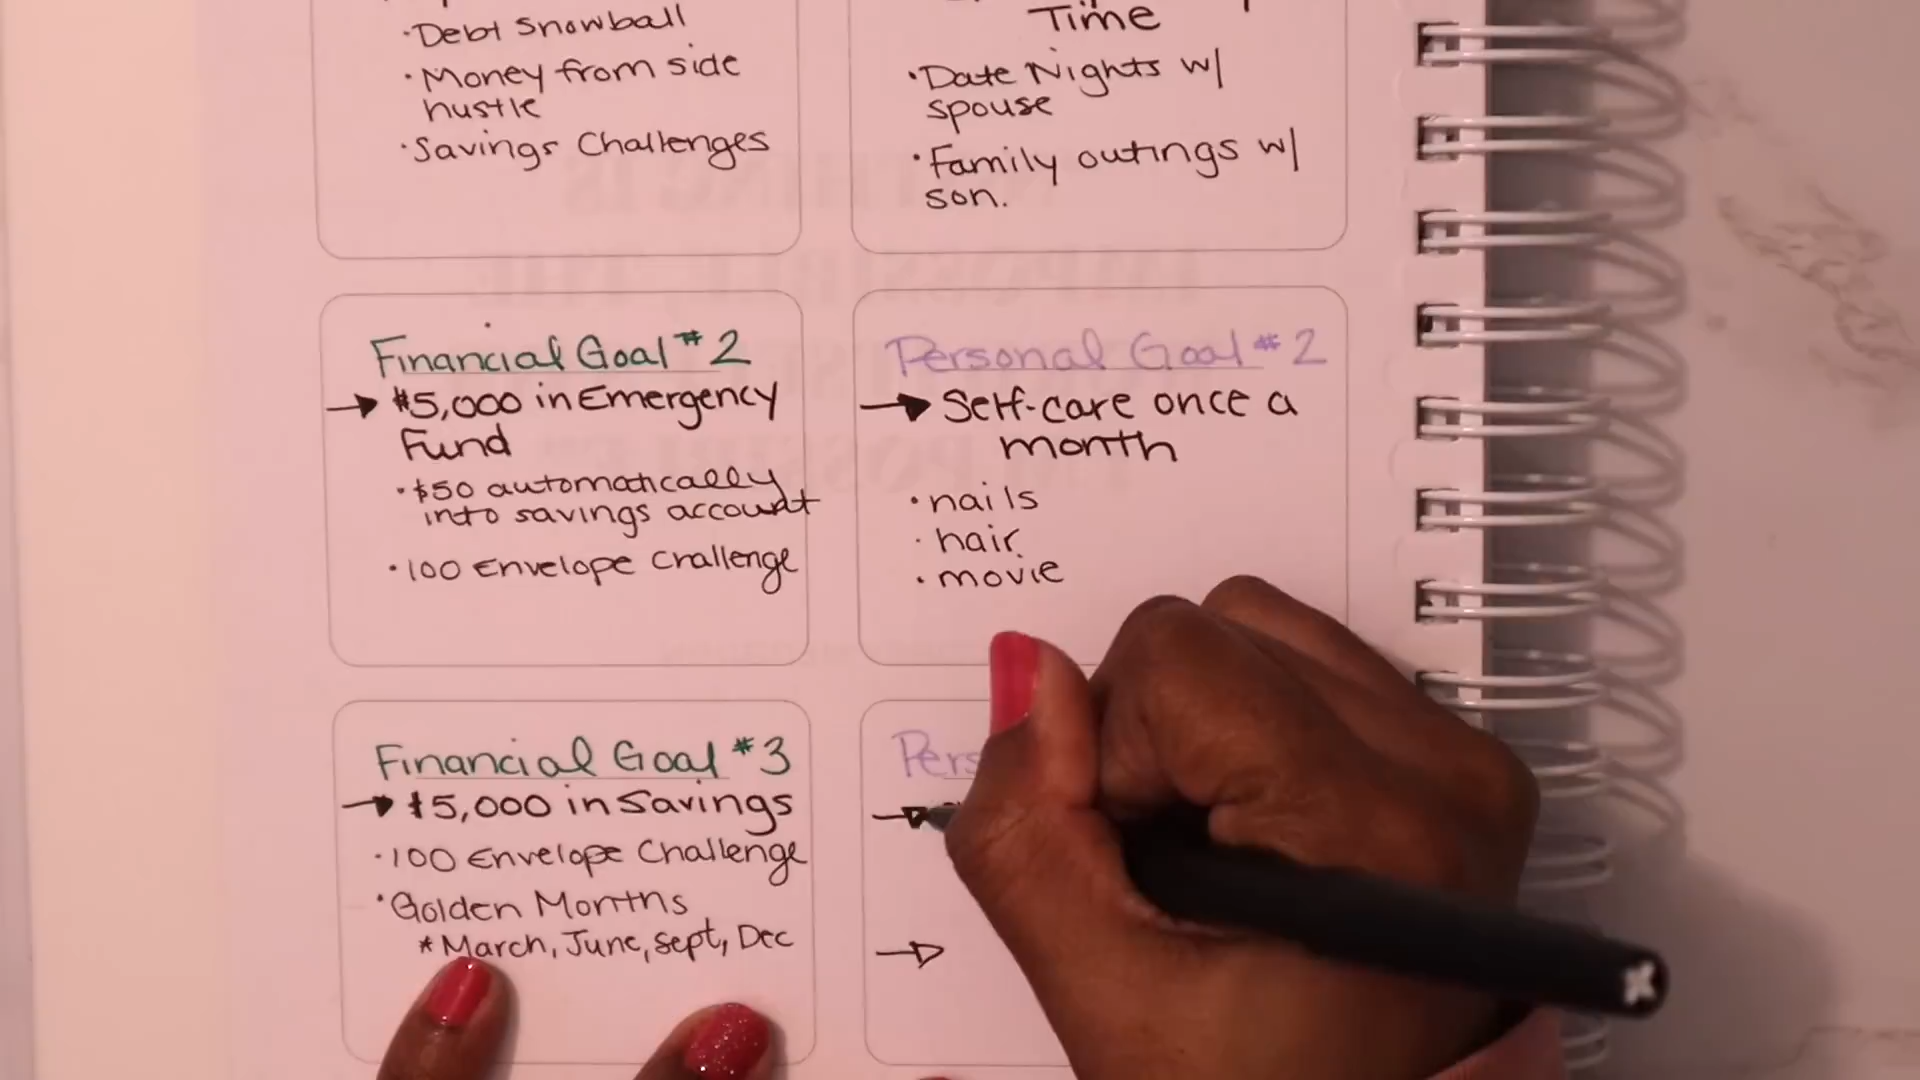 ·Debt Snowball
·Money from side
hustle
·Savings Challenges
Time
·Date Nights w/
spouse
·Family outings w/
son.
Financial Goal #2
→ $5,000 in Emergency
Fund
·$50 automatically
into savings account
·100 Envelope Challenge
Personal Goal #2
→ Self-care once a
month
·nails
·hair
·movie
Financial Goal #3
→ $5,000 in Savings
·100 Envelope Challenge
·Golden Months
*March, June, Sept, Dec
Pers